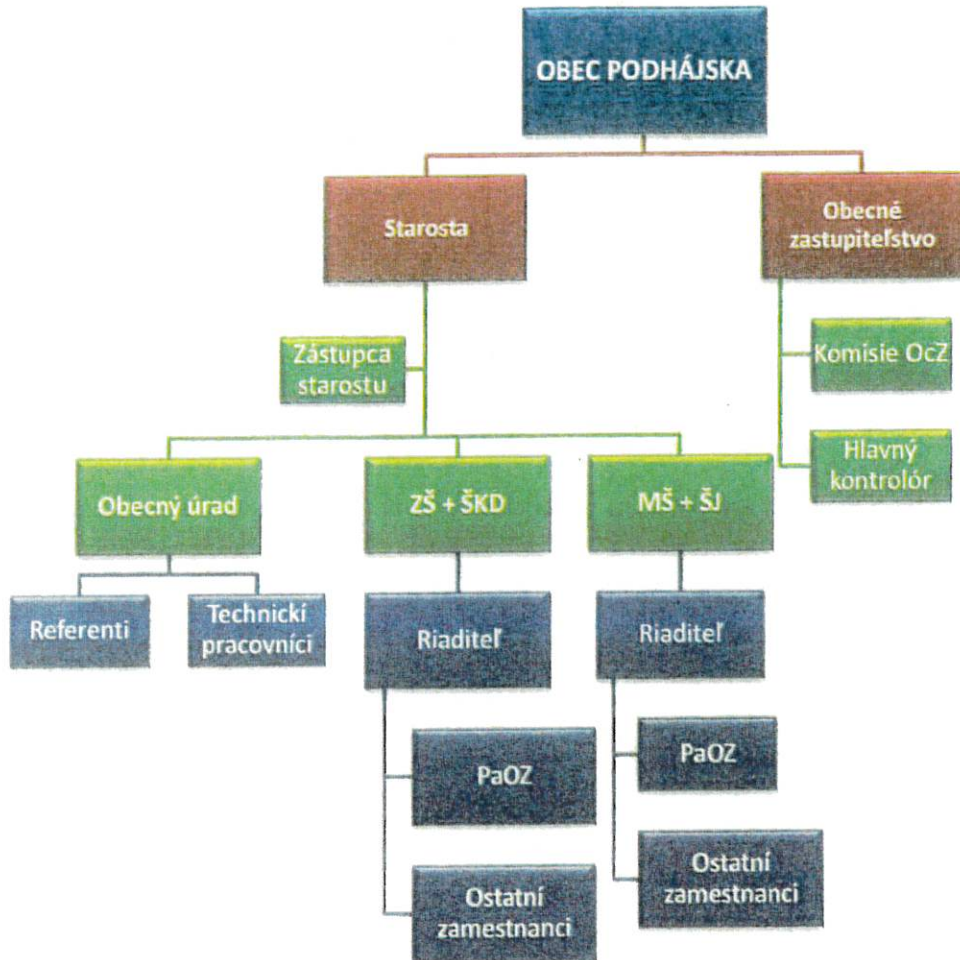 OBEC PODHÁJSKA
Starosta
Obecné
zastupiteľstvo
Zástupca
starostu
Komisie OcZ
Hlavný
kontrolór
Obecný úrad
ZŠ + ŠKD
MŠ + ŠJ
Referenti
Technickí
pracovníci
Riaditeľ
Riaditeľ
PaOZ
PaOZ
Ostatní
zamestnanci
Ostatní
zamestnanci